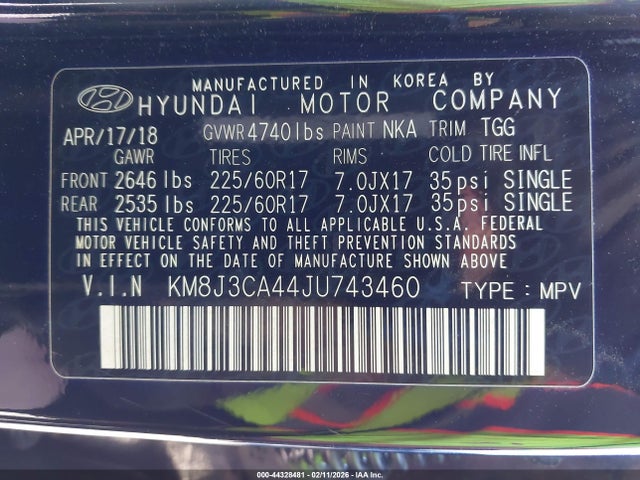 MANUFACTURED IN KOREA BY
HYUNDAI MOTOR COMPANY
APR/17/18 GVWR 4740lbs PAINT NKA TRIM TGG
GAWR TIRES RIMS COLD TIRE INFL
FRONT 2646 lbs 225/60R17 7.0JX17 35psi SINGLE
REAR 2535 lbs 225/60R17 7.0JX17 35psi SINGLE
THIS VEHICLE CONFORMS TO ALL APPLICABLE U.S.A. FEDERAL
MOTOR VEHICLE SAFETY AND THEFT PREVENTION STANDARDS
IN EFFECT ON THE DATE OF MANUFACTURE SHOWN ABOVE
V.I.N KM8J3CA44JU743460 TYPE : MPV
000-44328481 - 02/11/2026 - IAA Inc.